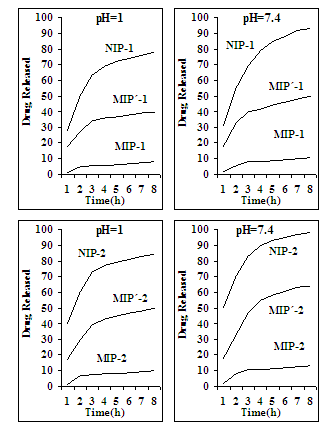 pH=1
Drug Released
100
90
80
70
60
50
40
30
20
10
0
NIP-1
MIP´-1
MIP-1
1 2 3 4 5 6 7 8
Time(h)
pH=7.4
Drug Released
100
90
80
70
60
50
40
30
20
10
0
NIP-1
MIP´-1
MIP-1
1 2 3 4 5 6 7 8
Time(h)
pH=1
Drug Released
100
90
80
70
60
50
40
30
20
10
0
NIP-2
MIP´-2
MIP-2
1 2 3 4 5 6 7 8
Time(h)
pH=7.4
Drug Released
100
90
80
70
60
50
40
30
20
10
0
NIP-2
MIP´-2
MIP-2
1 2 3 4 5 6 7 8
Time(h)